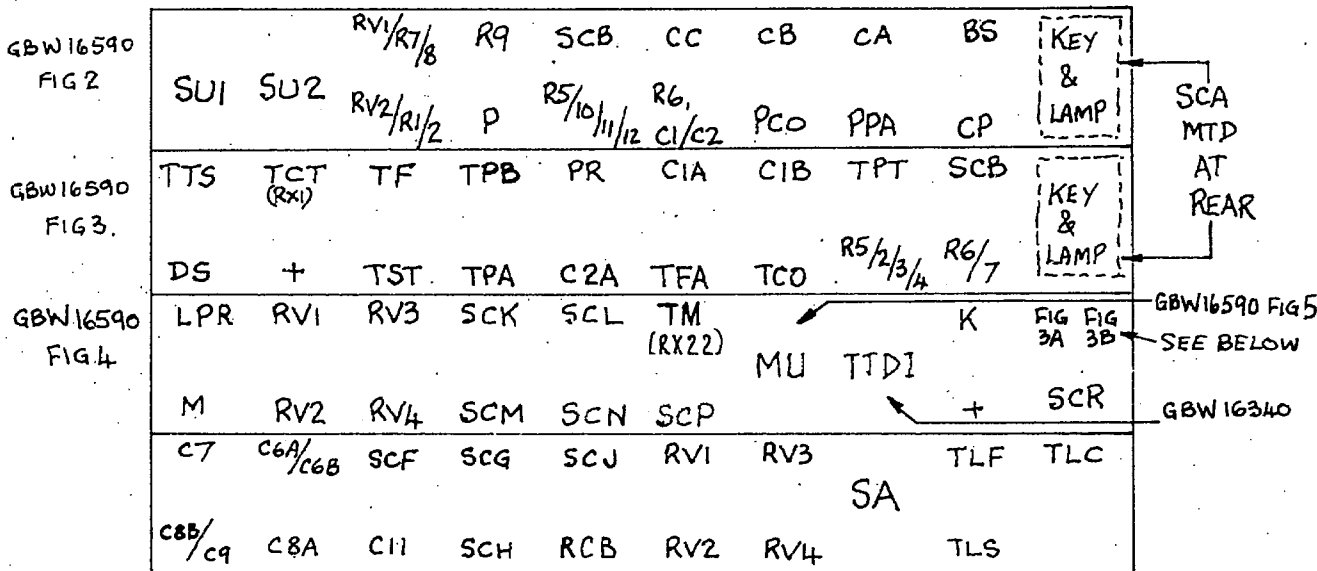 GBW16590 RV1/R7/8 R9 SCB. CC CB CA BS KEY
FIG 2 SU1 SU2 & SCA
RV2/R1/2 P R5/10/11/12 R6, C1/C2 PCO PPA CP LAMP MTD
GBW16590 TTS TCT TF TPB PR C1A C1B TPT SCB AT
(RX1) KEY REAR
FIG3. &
DS + TST TPA C2A TFA TCO R5/2/3/4 R6/7 LAMP
GBW.16590 LPR RV1 RV3 SCK SCL TM K FIG 3A FIG 3B GBW16590 FIG5
FIG.4 (RX22) SEE BELOW
MU TTDI
M RV2 RV4 SCM SCN SCP + SCR GBW16340
C7 C6A/C6B SCF SCG SCJ RV1 RV3 TLF TLC
SA
C8B/C9 C8A C11 SCH RCB RV2 RV4 TLS